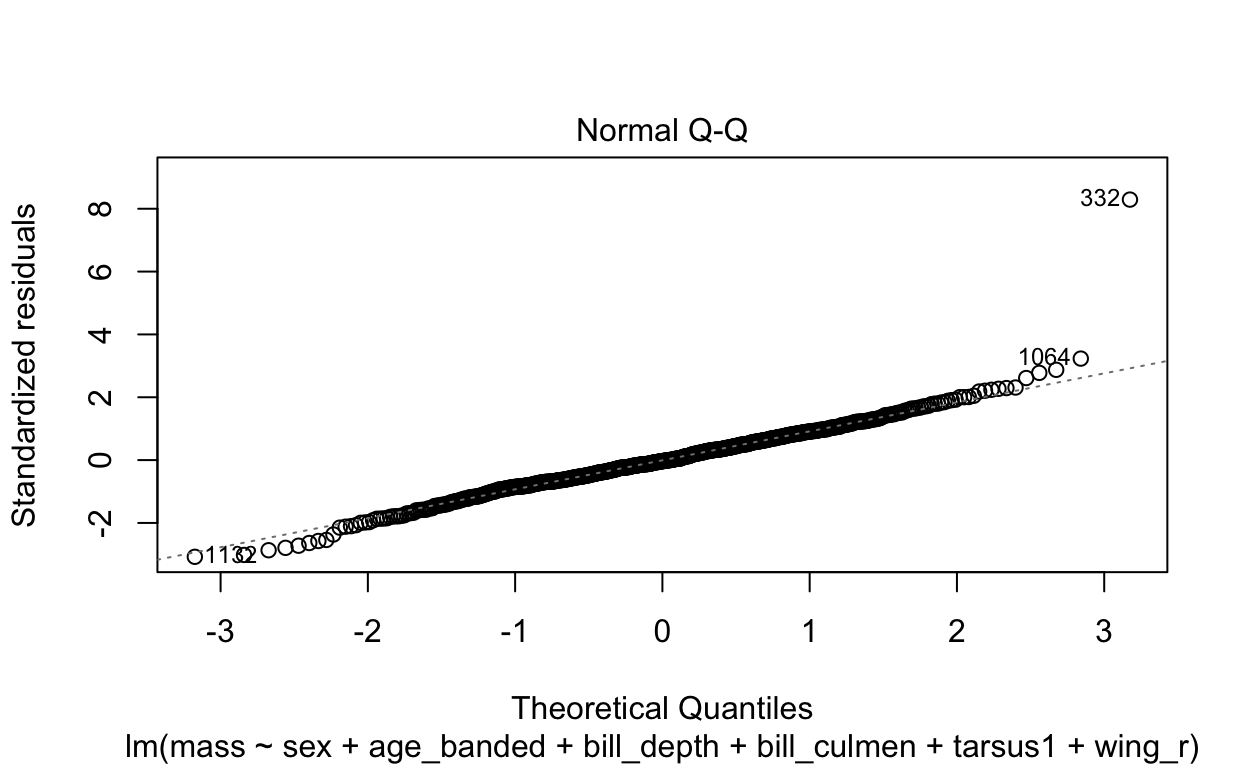 Normal Q-Q
Standardized residuals
8
6
4
2
0
-2
332
1064
1132
-3 -2 -1 0 1 2 3
Theoretical Quantiles
lm(mass ~ sex + age_banded + bill_depth + bill_culmen + tarsus1 + wing_r)